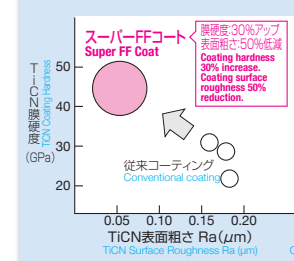 スーパーFFコート
Super FF Coat
膜硬度:30%アップ
表面粗さ:50%低減
Coating hardness
30% increase.
Coating surface
roughness 50%
reduction.
TiCN膜硬度
TiCN Coating Hardness
(GPa)
50
40
30
20
従来コーティング
Conventional coating
0.05 0.10 0.15 0.20
TiCN表面粗さ Ra(μm)
TiCN Surface Roughness Ra (μm)